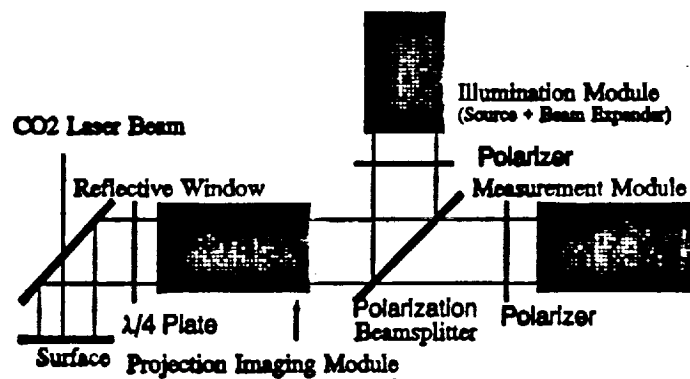 Illumination Module
(Source + Beam Expander)
CO2 Laser Beam
Polarizer
Reflective Window
Measurement Module
λ/4 Plate
Polarization
Beamsplitter
Polarizer
Surface
Projection Imaging Module